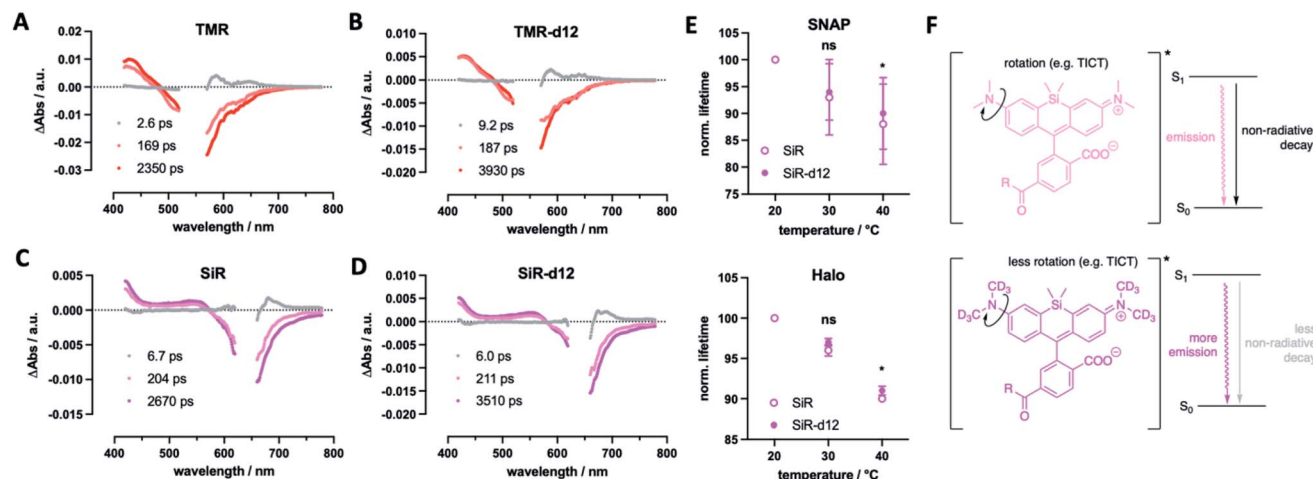 A
TMR
0.02
0.01
0.00
-0.01
-0.02
-0.03
ΔAbs / a.u.
2.6 ps
169 ps
2350 ps
400 500 600 700 800
wavelength / nm
B
TMR-d12
0.010
0.005
0.000
-0.005
-0.010
-0.015
-0.020
ΔAbs / a.u.
9.2 ps
187 ps
3930 ps
400 500 600 700 800
wavelength / nm
C
SiR
0.005
0.000
-0.005
-0.010
-0.015
ΔAbs / a.u.
6.7 ps
204 ps
2670 ps
400 500 600 700 800
wavelength / nm
D
SiR-d12
0.010
0.005
0.000
-0.005
-0.010
-0.015
-0.020
ΔAbs / a.u.
6.0 ps
211 ps
3510 ps
400 500 600 700 800
wavelength / nm
E
SNAP
105
100
95
90
85
80
75
norm. lifetime
ns
*
SiR
SiR-d12
20 30 40
temperature / °C
Halo
105
100
95
90
85
norm. lifetime
ns
*
SiR
SiR-d12
20 30 40
temperature / °C
F
rotation (e.g. TICT)
*
Si
N
N
⊕
COO⊖
R
O
S1
emission
non-radiative
decay
S0
less rotation (e.g. TICT)
*
CD3
CD3
Si
D3C
N
N
⊕
CD3
COO⊖
R
O
S1
more
emission
less
non-radiative
decay
S0